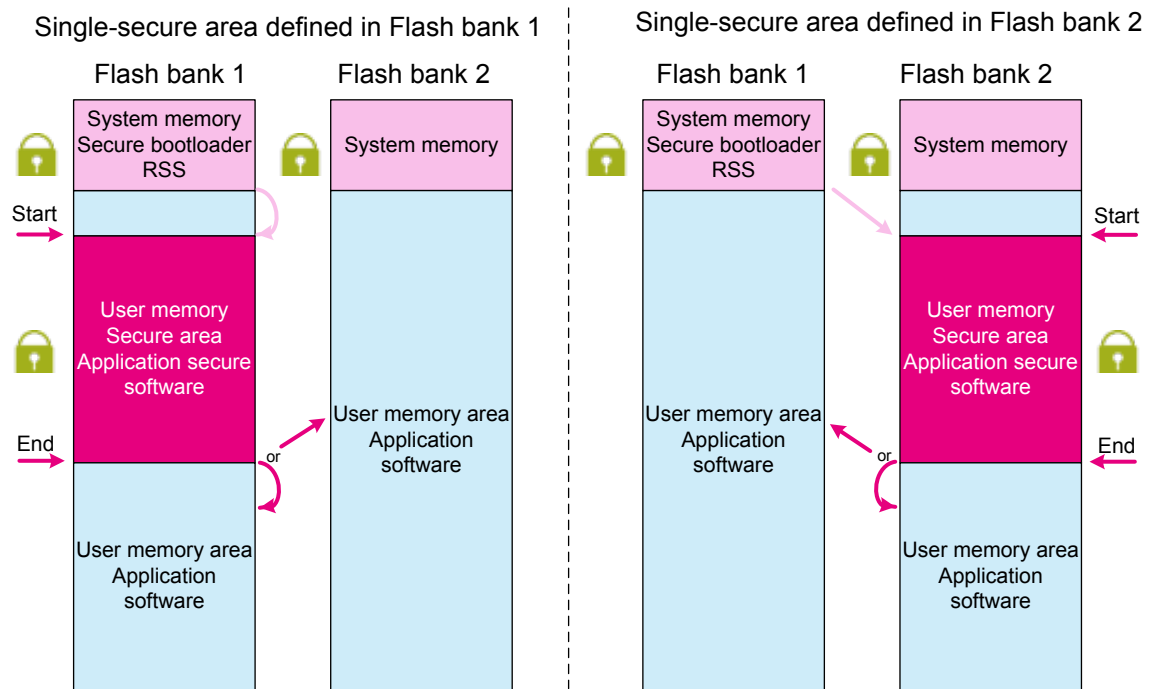 Single-secure area defined in Flash bank 1
Flash bank 1
Flash bank 2
System memory
Secure bootloader
RSS
System memory
Start
User memory
Secure area
Application secure
software
End
or
User memory area
Application
software
User memory area
Application
software
Single-secure area defined in Flash bank 2
Flash bank 1
Flash bank 2
System memory
Secure bootloader
RSS
System memory
Start
User memory
Secure area
Application secure
software
User memory area
Application
software
or
End
User memory area
Application
software